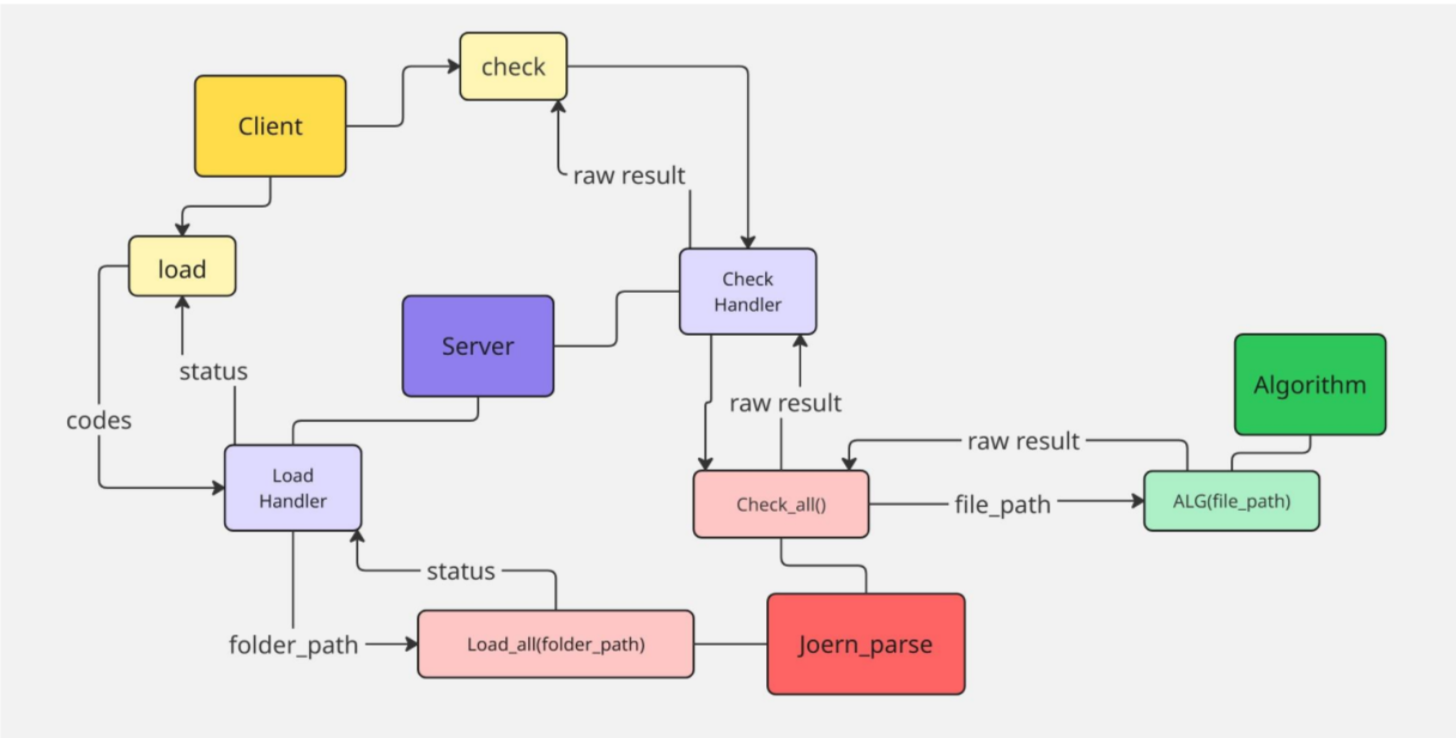 check
Client
raw result
load
Check
Handler
Server
status
Algorithm
raw result
codes
raw result
Load
Handler
Check_all()
file_path
ALG(file_path)
status
folder_path
Load_all(folder_path)
Joern_parse